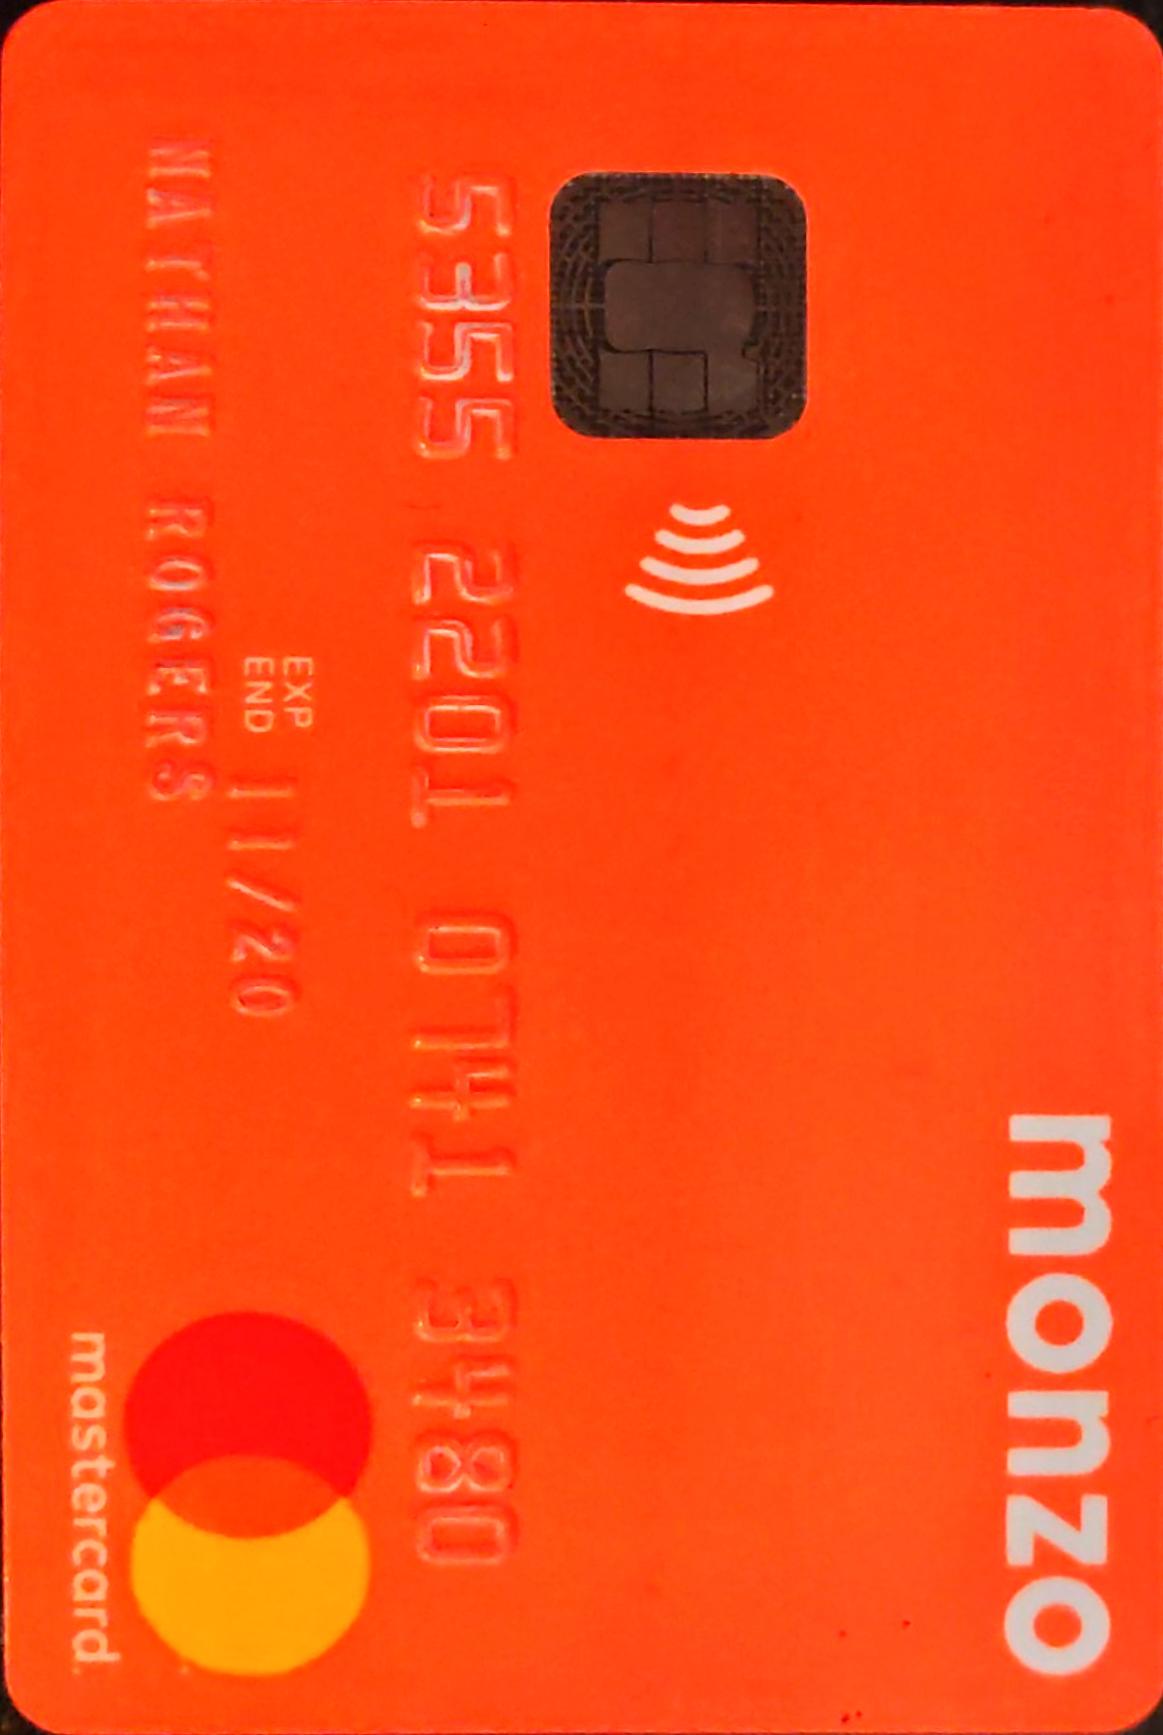 monzo
5355 2201 0741 3480
EXP
END 11/20
NATHAN ROGERS
mastercard.